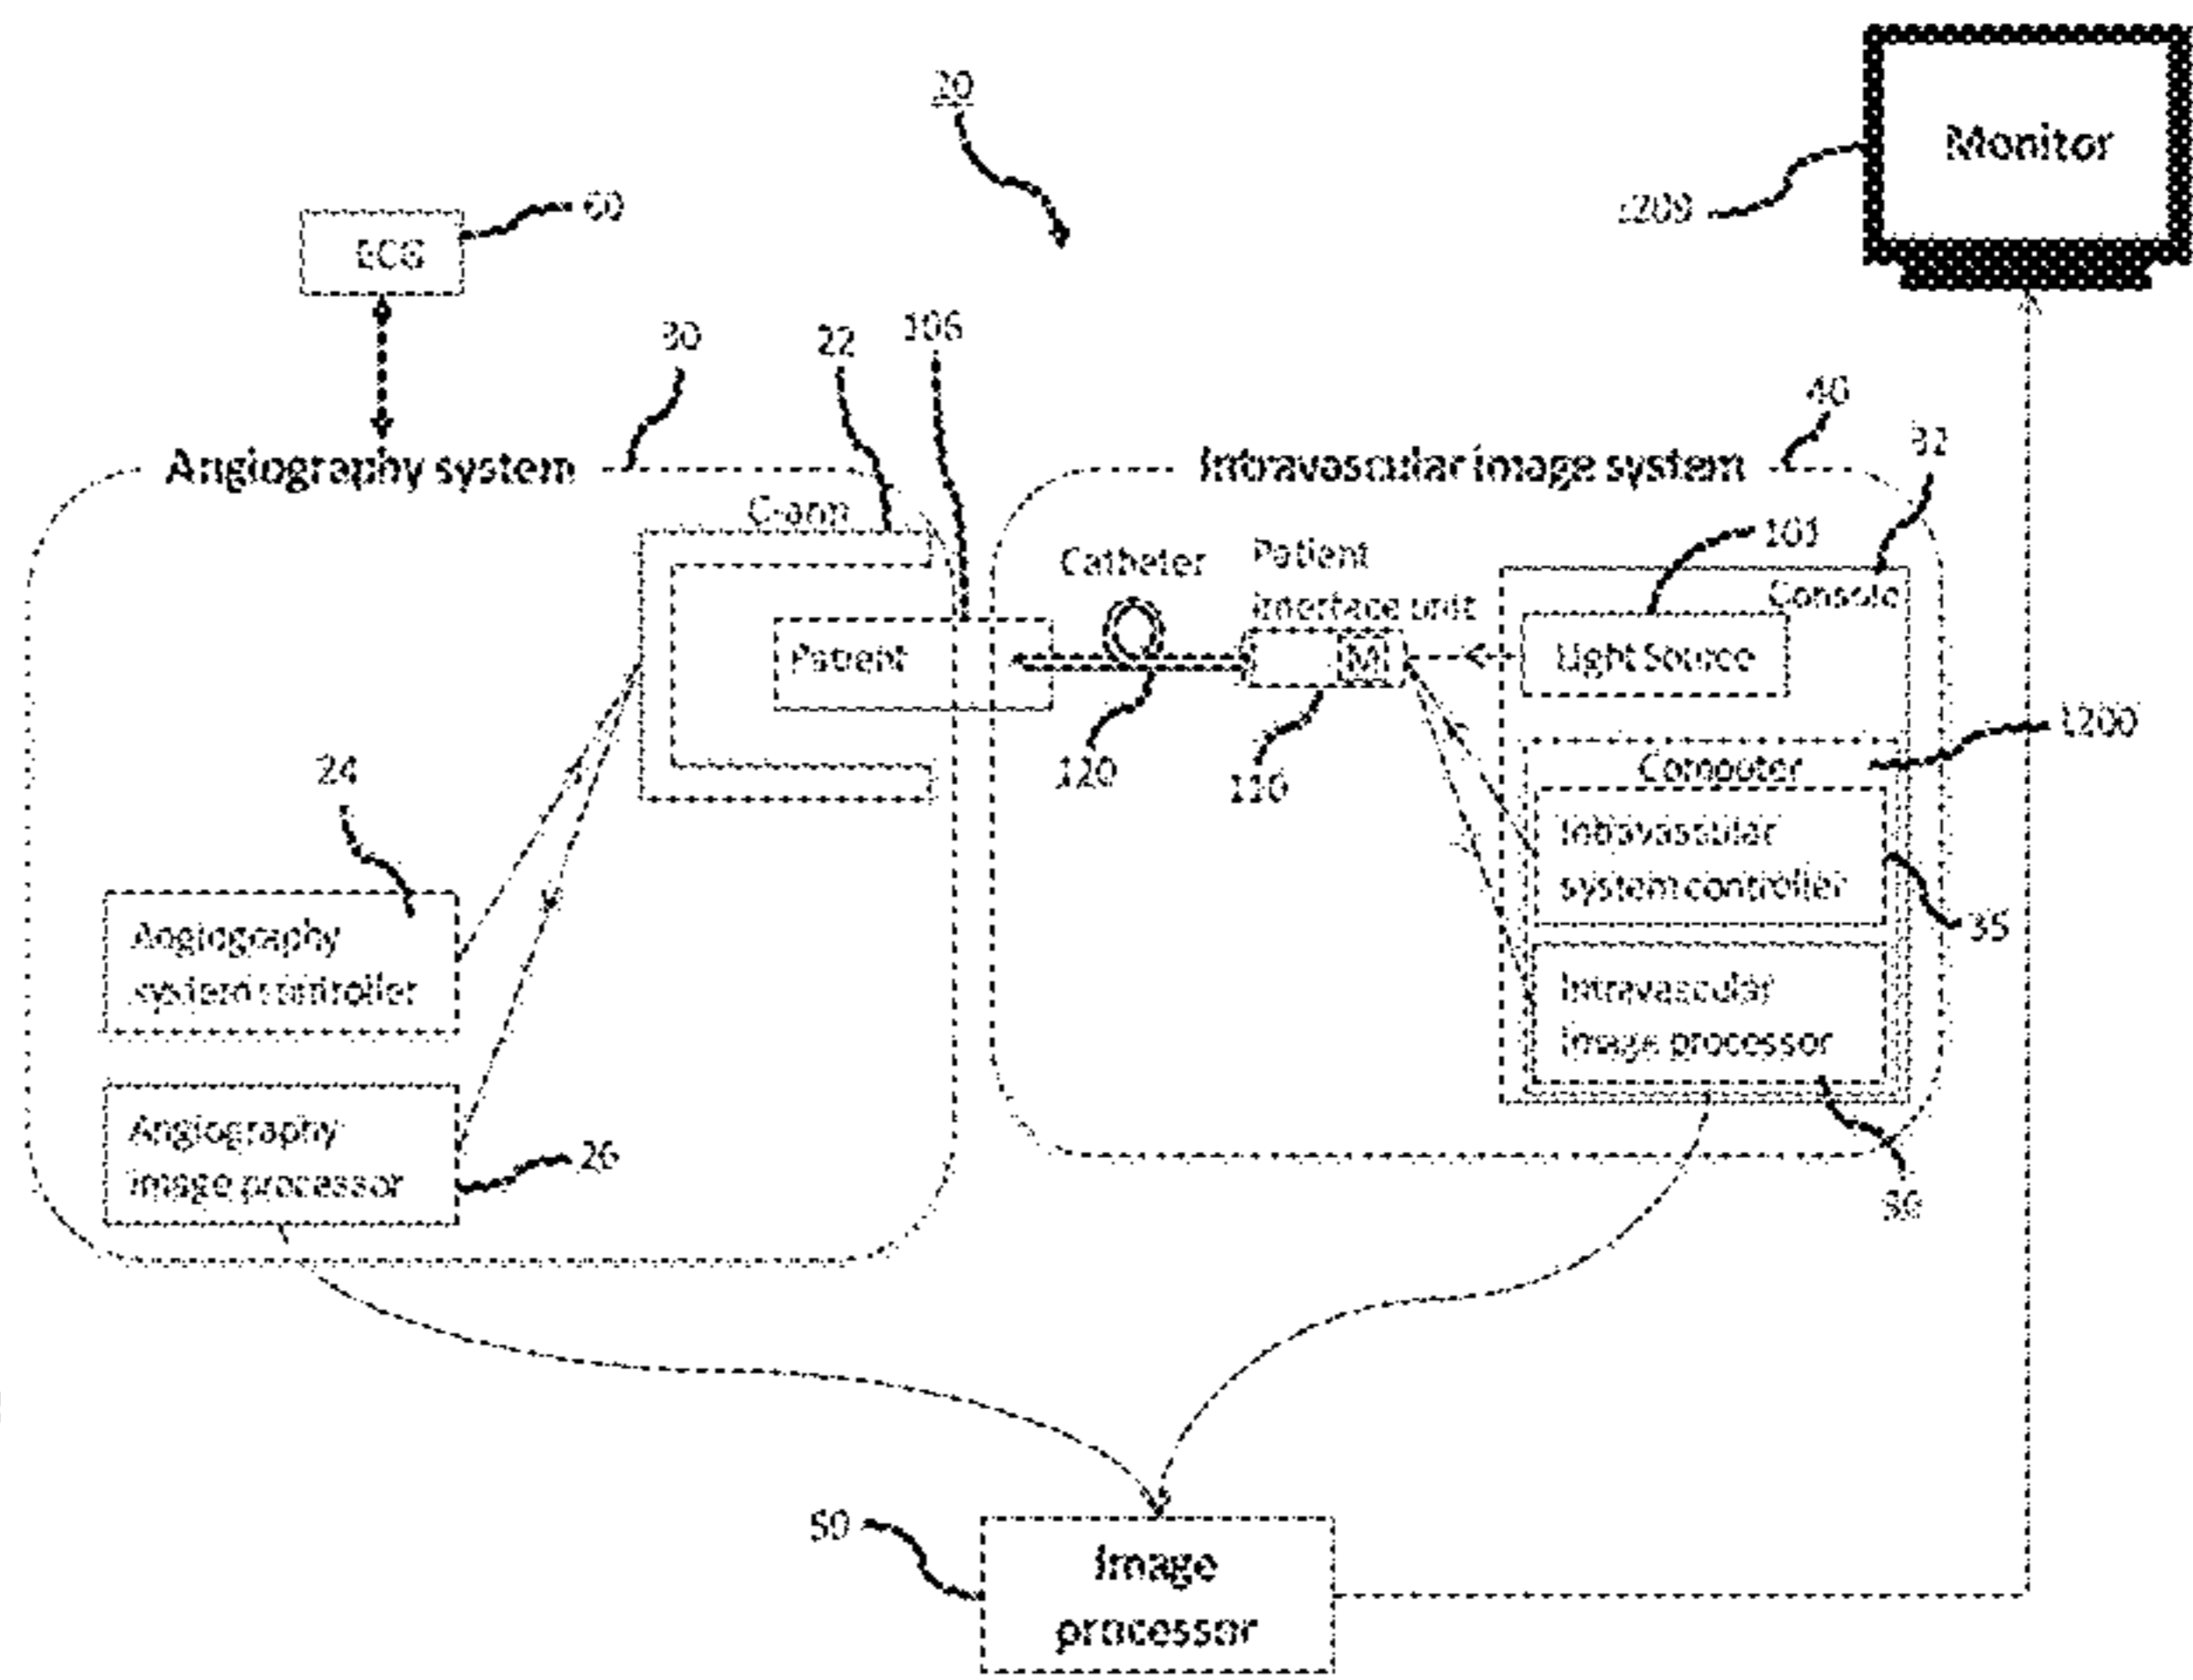 20
Monitor
1209
60
ECG
30
22
106
40
32
Angiography system
Intravascular image system
C-arm
101
Catheter
Patient
interface unit
Console
Patient
M
Light Source
1200
24
120
110
Computer
Intravascular
system controller
35
Angiography
system controller
Intravascular
image processor
Angiography
image processor
26
36
50
Image
processor